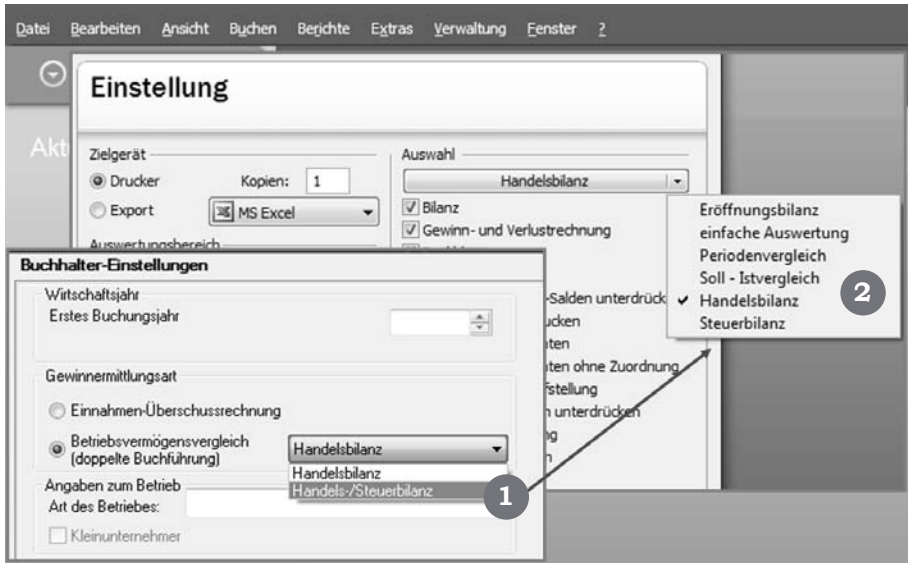 Datei Bearbeiten Ansicht Buchen Berichte Extras Verwaltung Fenster ?
Einstellung
Akt
Zielgerät
Drucker Kopien: 1
Export MS Excel
Auswertungsbereich
Auswahl
Handelsbilanz
Bilanz
Gewinn- und Verlustrechnung
-Salden unterdrück
ucken
ten
ten ohne Zuordnung
fstellung
n unterdrücken
ng
n
Eröffnungsbilanz
einfache Auswertung
Periodenvergleich
Soll - Istvergleich
Handelsbilanz
Steuerbilanz
2
Buchhalter-Einstellungen
Wirtschaftsjahr
Erstes Buchungsjahr
Gewinnermittlungsart
Einnahmen-Überschussrechnung
Betriebsvermögensvergleich
(doppelte Buchführung)
Handelsbilanz
Handelsbilanz
Handels-/Steuerbilanz
1
Angaben zum Betrieb
Art des Betriebes:
Kleinunternehmer